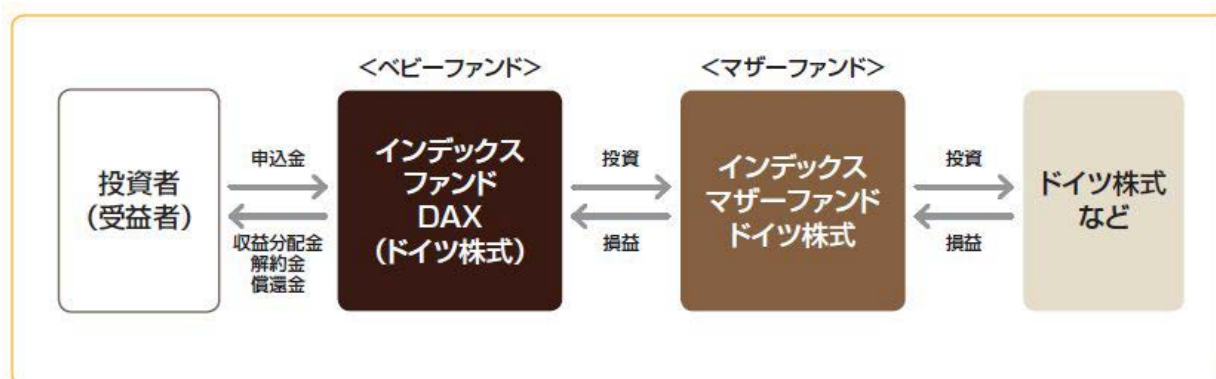 <ベビーファンド>
<マザーファンド>
投資者
(受益者)
申込金
収益分配金
解約金
償還金
インデックス
ファンド
DAX
(ドイツ株式)
投資
損益
インデックス
マザーファンド
ドイツ株式
投資
損益
ドイツ株式
など